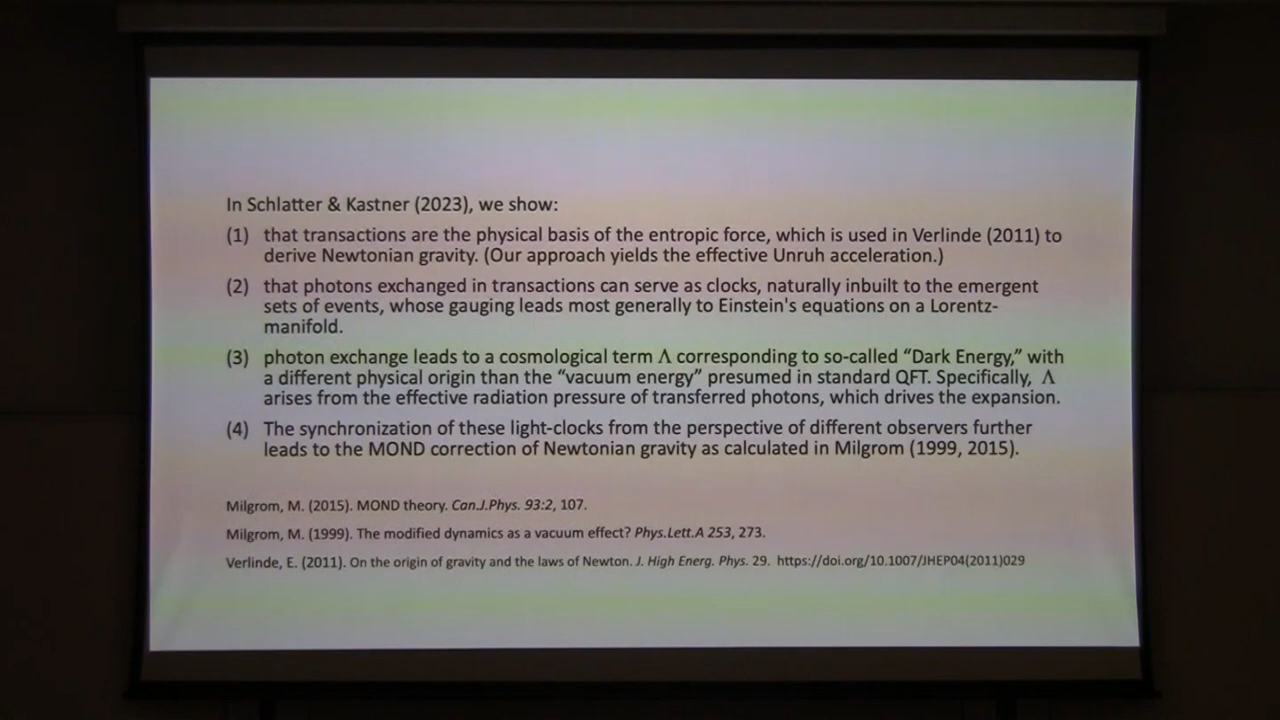 In Schlatter & Kastner (2023), we show:
(1) that transactions are the physical basis of the entropic force, which is used in Verlinde (2011) to
derive Newtonian gravity. (Our approach yields the effective Unruh acceleration.)
(2) that photons exchanged in transactions can serve as clocks, naturally inbuilt to the emergent
sets of events, whose gauging leads most generally to Einstein's equations on a Lorentz-
manifold.
(3) photon exchange leads to a cosmological term Λ corresponding to so-called “Dark Energy,” with
a different physical origin than the “vacuum energy” presumed in standard QFT. Specifically, Λ
arises from the effective radiation pressure of transferred photons, which drives the expansion.
(4) The synchronization of these light-clocks from the perspective of different observers further
leads to the MOND correction of Newtonian gravity as calculated in Milgrom (1999, 2015).
Milgrom, M. (2015). MOND theory. Can.J.Phys. 93:2, 107.
Milgrom, M. (1999). The modified dynamics as a vacuum effect? Phys.Lett.A 253, 273.
Verlinde, E. (2011). On the origin of gravity and the laws of Newton. J. High Energ. Phys. 29. https://doi.org/10.1007/JHEP04(2011)029